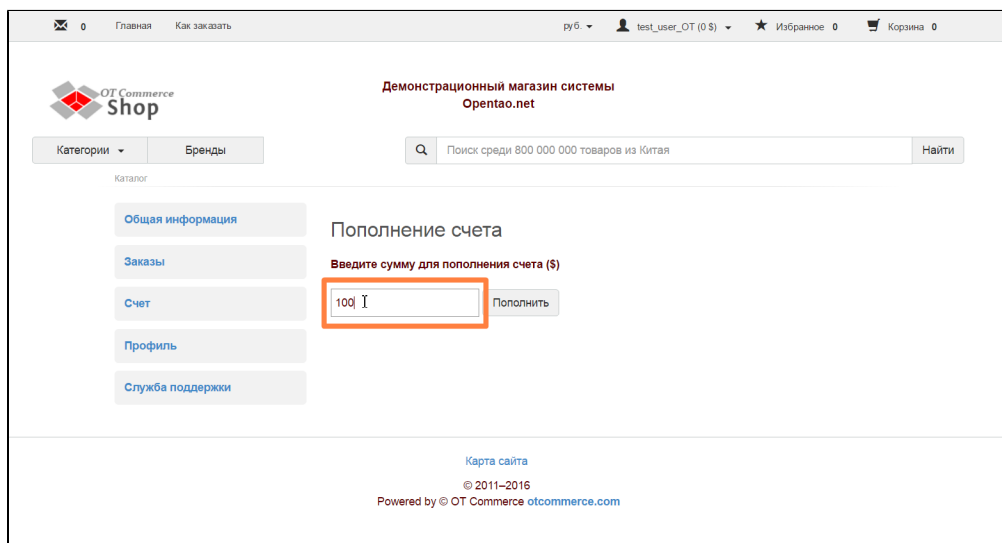 0 Главная Как заказать руб. test_user_OT (0 $) Избранное 0 Корзина 0
OT Commerce
Shop
Демонстрационный магазин системы
Opentao.net
Категории Бренды Поиск среди 800 000 000 товаров из Китая Найти
Каталог
Общая информация
Заказы
Счет
Профиль
Служба поддержки
Пополнение счета
Введите сумму для пополнения счета ($)
100 Пополнить
Карта сайта
© 2011–2016
Powered by © OT Commerce otcommerce.com